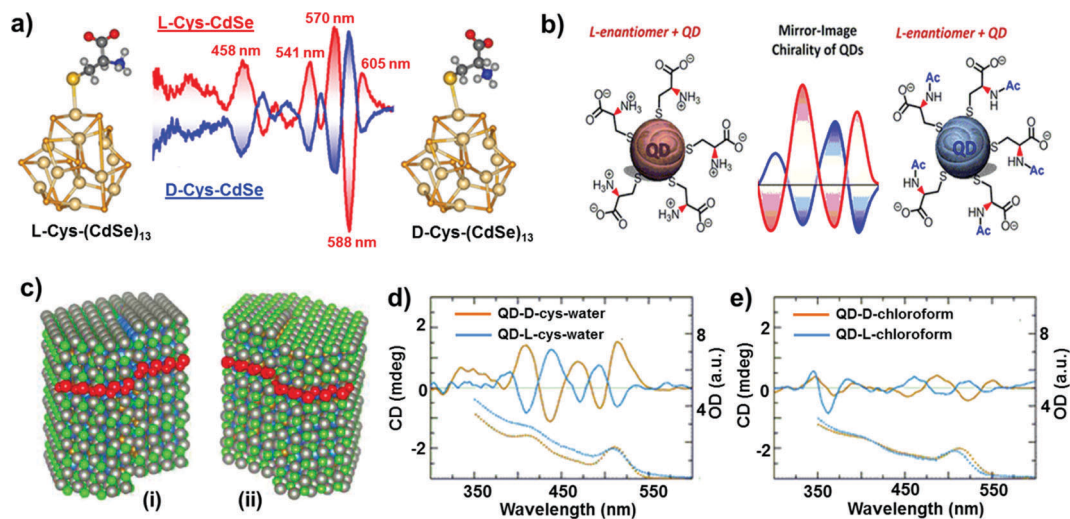 a)
L-Cys-CdSe
570 nm
458 nm
541 nm
605 nm
D-Cys-CdSe
588 nm
L-Cys-(CdSe)13
D-Cys-(CdSe)13
b)
L-enantiomer + QD
Mirror-Image
Chirality of QDs
L-enantiomer + QD
QD
QD
O
O⊖
NH3
⊕
S
Ac
N
H
HN
c)
(i)
(ii)
d)
QD-D-cys-water
QD-L-cys-water
CD (mdeg)
2
0
-2
OD (a.u.)
8
4
350
450
550
Wavelength (nm)
e)
QD-D-chloroform
QD-L-chloroform
CD (mdeg)
2
0
-2
OD (a.u.)
8
4
350
450
550
Wavelength (nm)